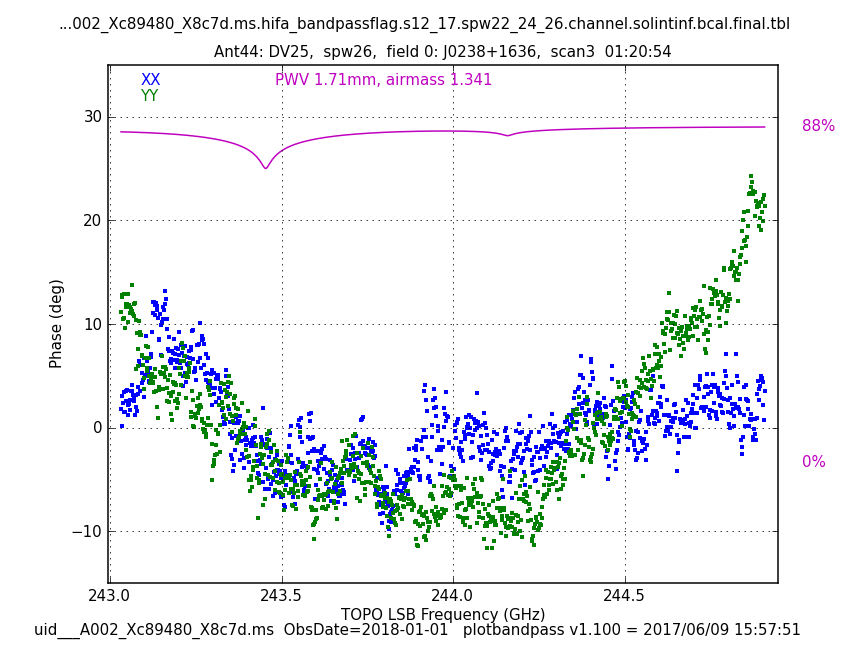 ...002_Xc89480_X8c7d.ms.hifa_bandpassflag.s12_17.spw22_24_26.channel.solintinf.bcal.final.tbl
Ant44: DV25,  spw26,  field 0: J0238+1636,  scan3  01:20:54
XX
YY
PWV 1.71mm, airmass 1.341
88%
0%
30
20
10
0
−10
Phase (deg)
243.0
243.5
244.0
244.5
TOPO LSB Frequency (GHz)
uid___A002_Xc89480_X8c7d.ms  ObsDate=2018-01-01   plotbandpass v1.100 = 2017/06/09 15:57:51